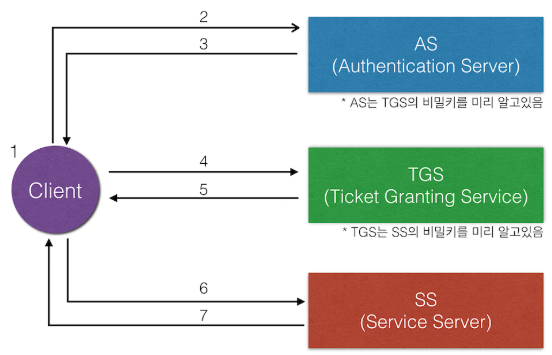 2
3
AS
(Authentication Server)
* AS는 TGS의 비밀키를 미리 알고있음
1
Client
4
5
TGS
(Ticket Granting Service)
* TGS는 SS의 비밀키를 미리 알고있음
6
7
SS
(Service Server)